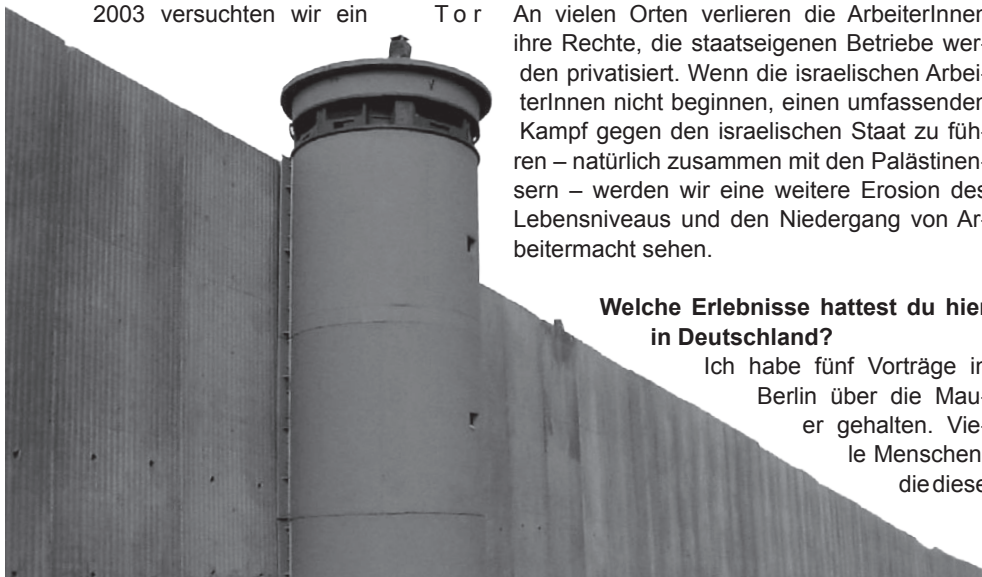 2003 versuchten wir ein Tor
An vielen Orten verlieren die ArbeiterInnen
ihre Rechte, die staatseigenen Betriebe wer-
den privatisiert. Wenn die israelischen Arbei-
terInnen nicht beginnen, einen umfassenden
Kampf gegen den israelischen Staat zu füh-
ren – natürlich zusammen mit den Palästinen-
sern – werden wir eine weitere Erosion des
Lebensniveaus und den Niedergang von Ar-
beitermacht sehen.
Welche Erlebnisse hattest du hier
in Deutschland?
Ich habe fünf Vorträge in
Berlin über die Mau-
er gehalten. Vie-
le Menschen
die diese